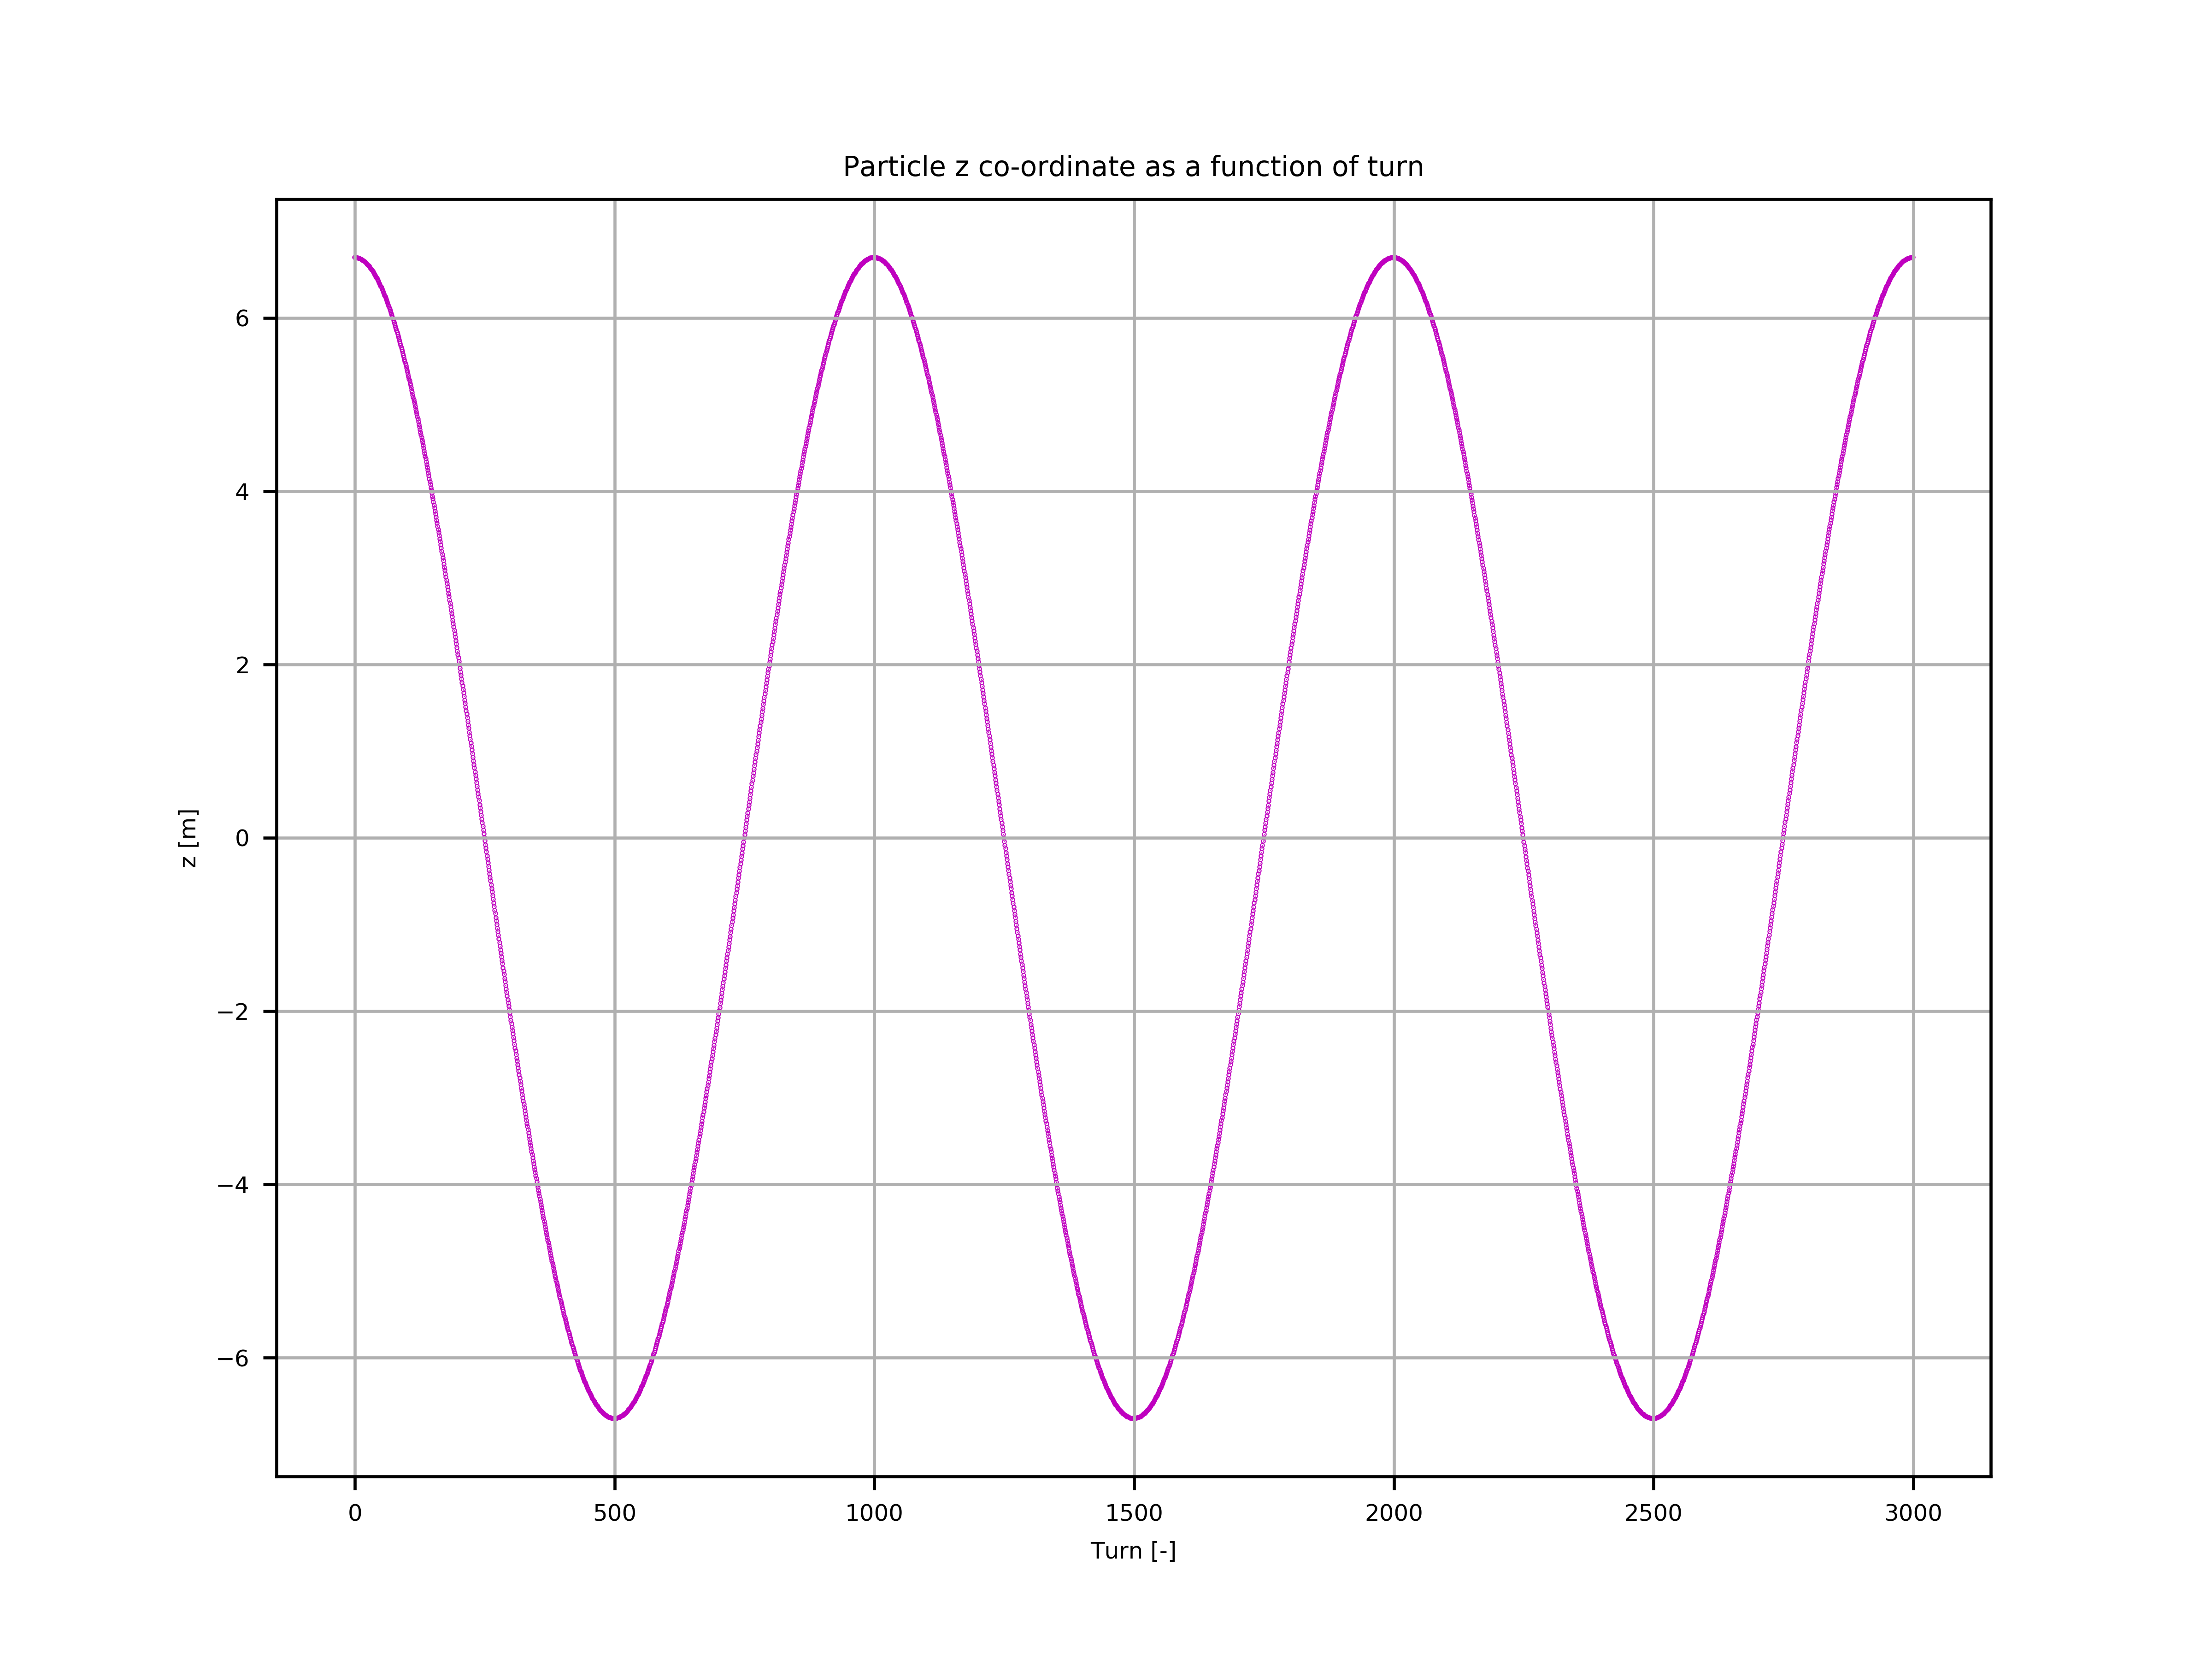 Particle z co-ordinate as a function of turn
6
4
2
0
−2
−4
−6
z [m]
0 500 1000 1500 2000 2500 3000
Turn [-]